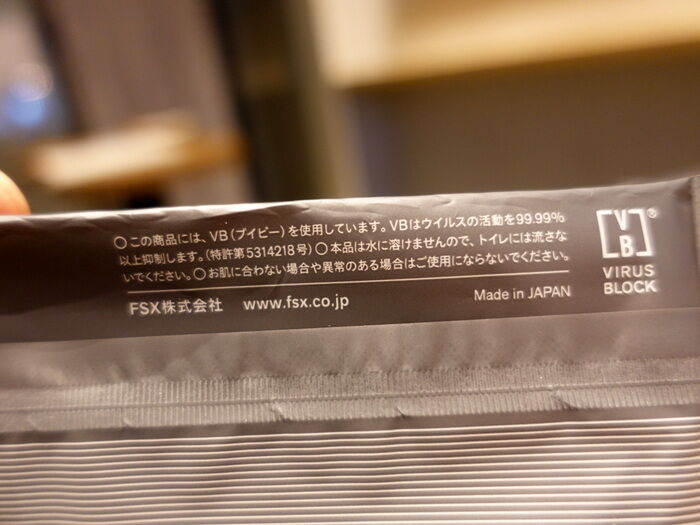 ○この商品には、VB(ブイビー)を使用しています。VBはウイルスの活動を99.99%
以上抑制します。(特許第5314218号)○本品は水に溶けませんので、トイレには流さな
いでください。○お肌に合わない場合や異常のある場合はご使用にならないでください。
FSX株式会社 www.fsx.co.jp
Made in JAPAN
VB®
VIRUS
BLOCK